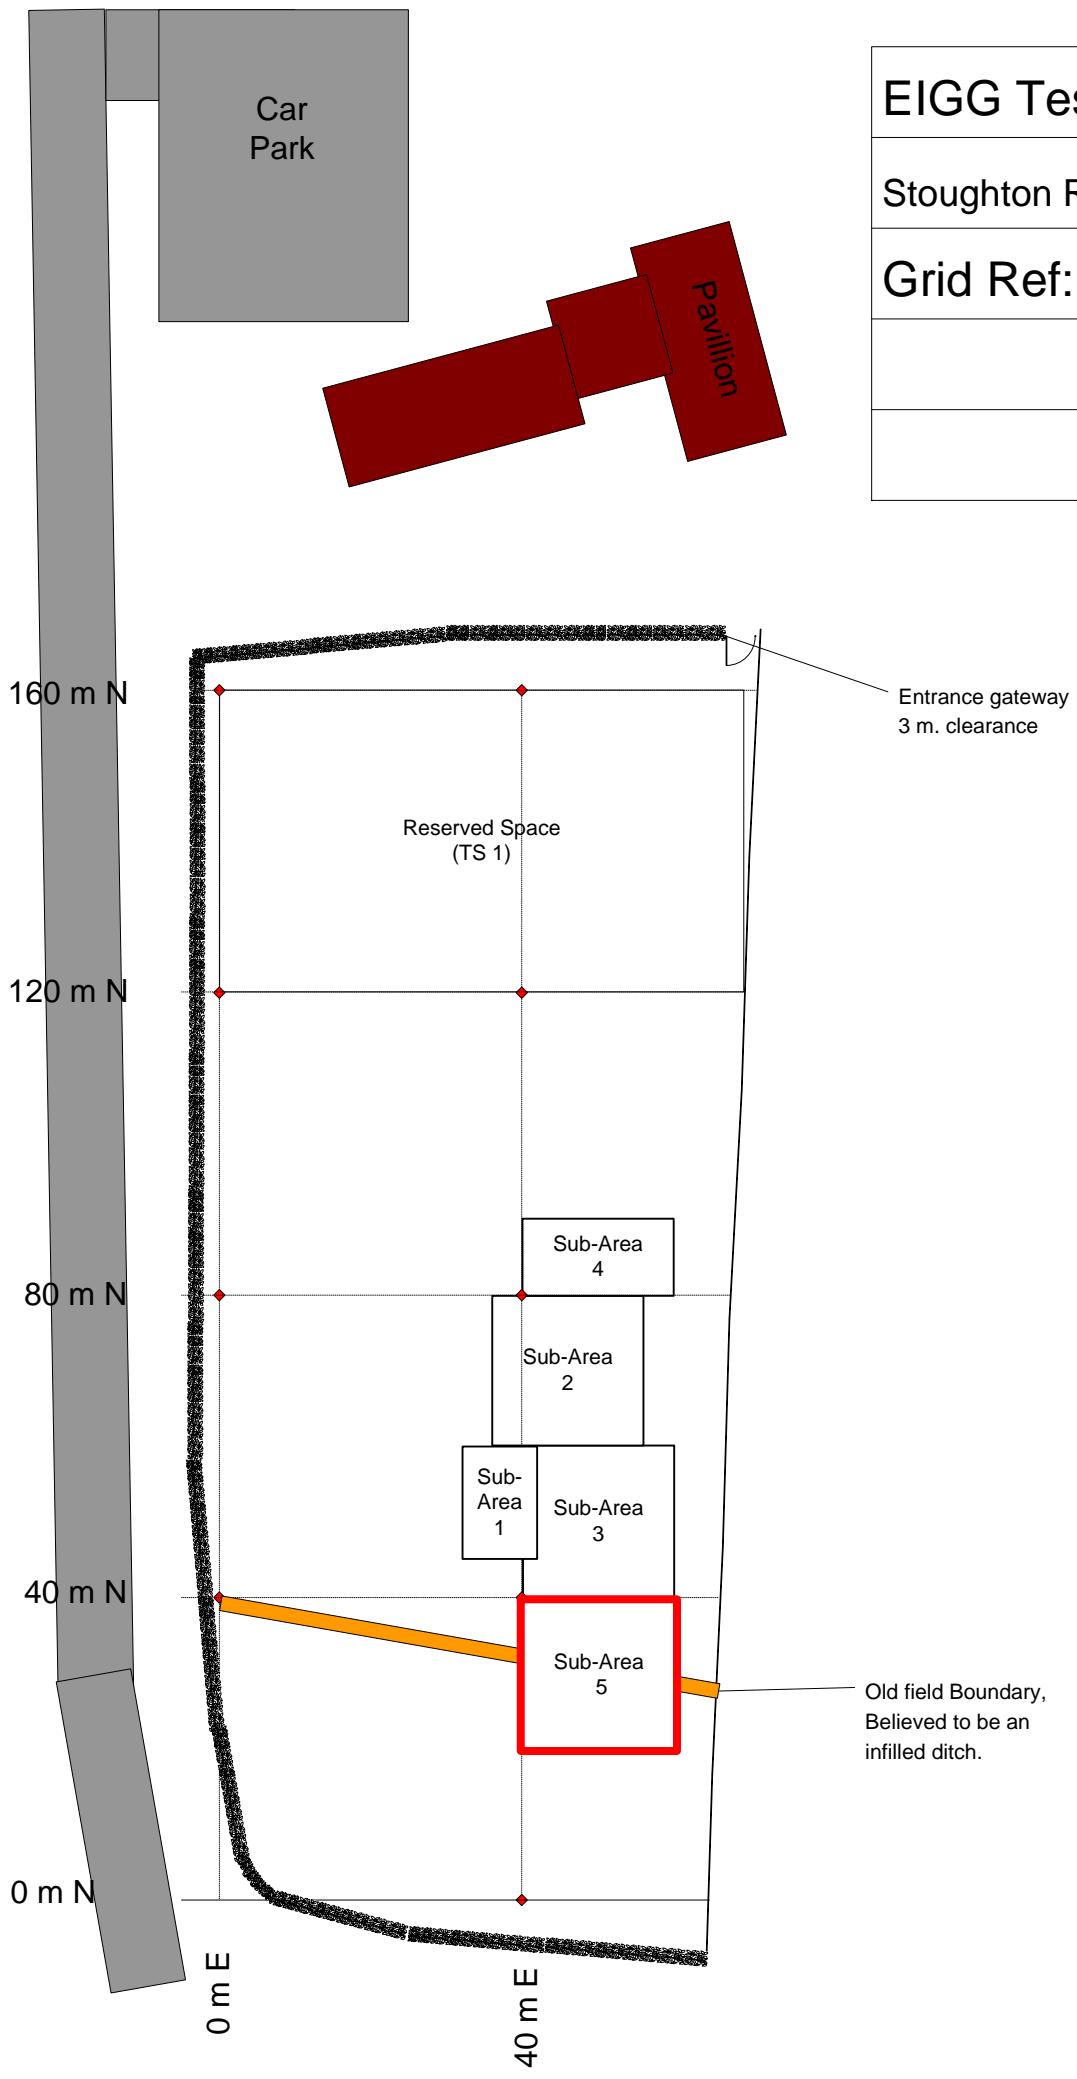 Car
Park
EIGG Tes
Stoughton R
Grid Ref:
Pavillion
160 m N
Entrance gateway
3 m. clearance
Reserved Space
(TS 1)
120 m N
Sub-Area
4
80 m N
Sub-Area
2
Sub-
Area
1
Sub-Area
3
40 m N
Sub-Area
5
Old field Boundary,
Believed to be an
infilled ditch.
0 m N
0 m E
40 m E